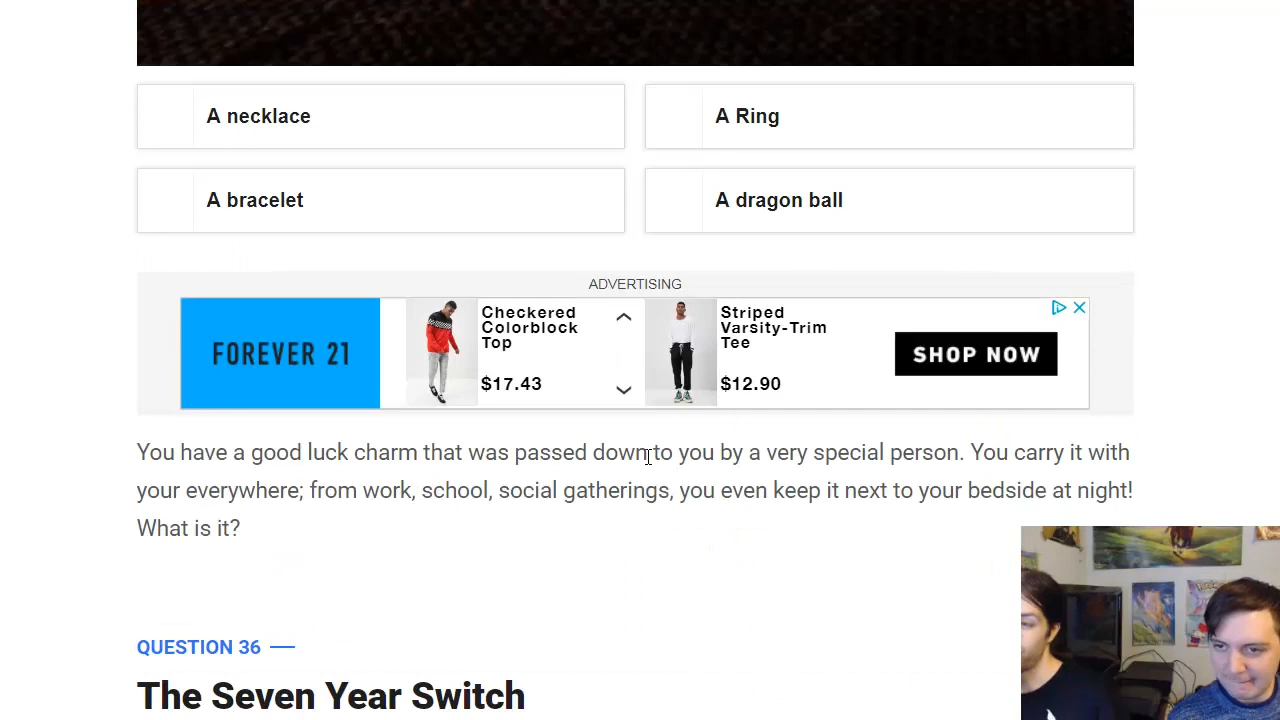 A necklace
A Ring
A bracelet
A dragon ball
ADVERTISING
FOREVER 21
Checkered
Colorblock
Top
$17.43
Striped
Varsity-Trim
Tee
$12.90
SHOP NOW
You have a good luck charm that was passed down to you by a very special person. You carry it with
your everywhere; from work, school, social gatherings, you even keep it next to your bedside at night!
What is it?
QUESTION 36
The Seven Year Switch